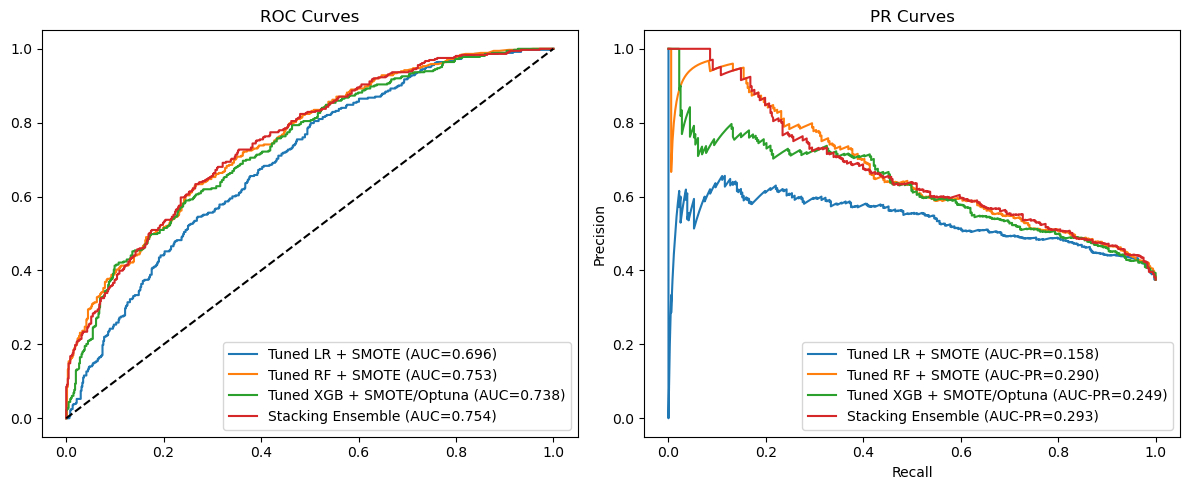 ROC Curves
1.0
0.8
0.6
0.4
0.2
0.0
0.0 0.2 0.4 0.6 0.8 1.0
Tuned LR + SMOTE (AUC=0.696)
Tuned RF + SMOTE (AUC=0.753)
Tuned XGB + SMOTE/Optuna (AUC=0.738)
Stacking Ensemble (AUC=0.754)
PR Curves
Precision
1.0
0.8
0.6
0.4
0.2
0.0
0.0 0.2 0.4 0.6 0.8 1.0
Recall
Tuned LR + SMOTE (AUC-PR=0.158)
Tuned RF + SMOTE (AUC-PR=0.290)
Tuned XGB + SMOTE/Optuna (AUC-PR=0.249)
Stacking Ensemble (AUC-PR=0.293)